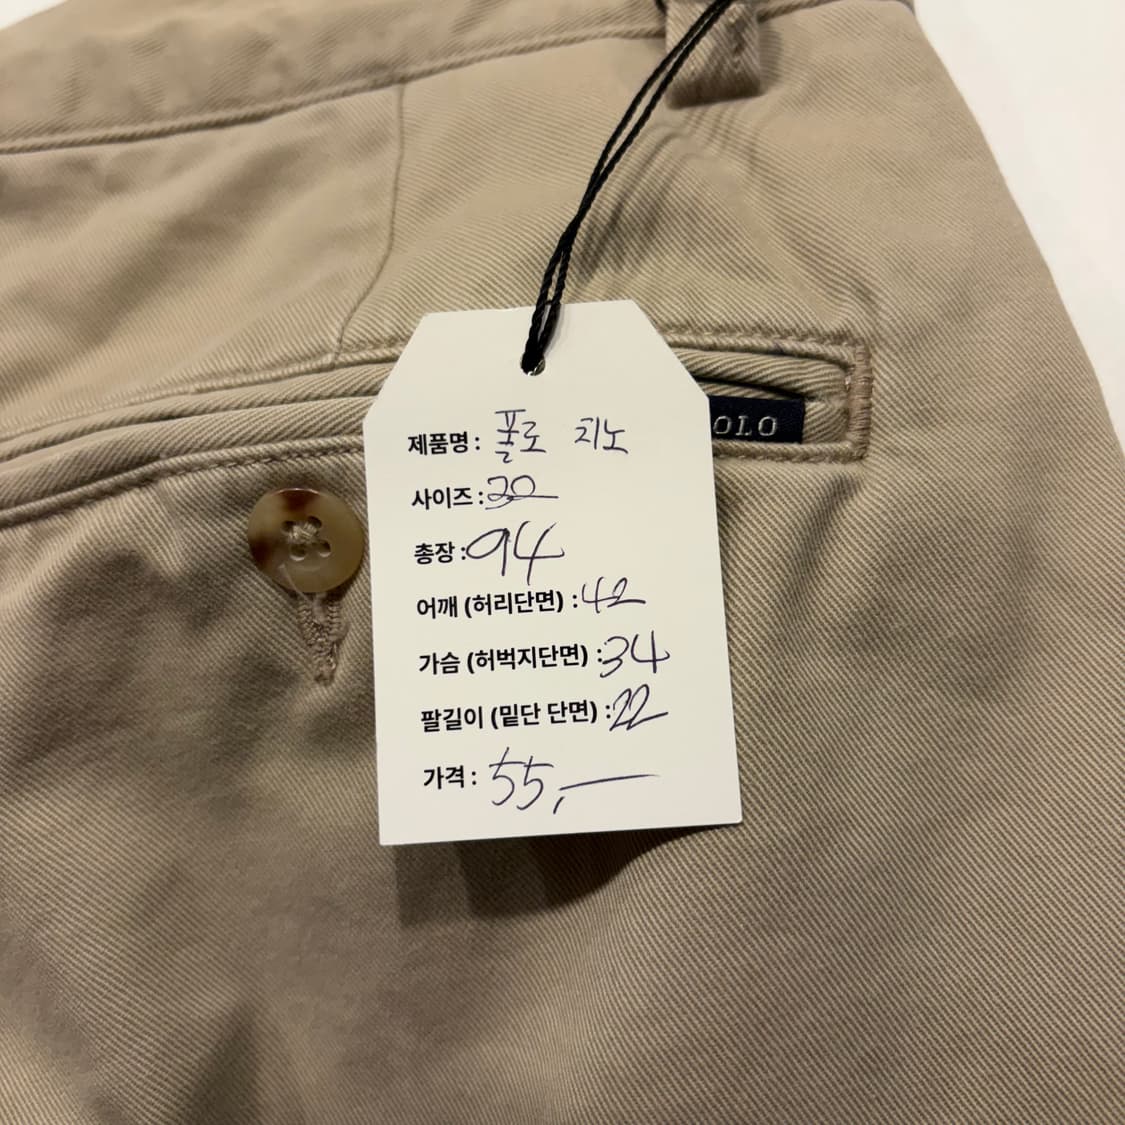 제품명 : 폴로 치노
사이즈 : 30
총장 : 94
어깨 (허리단면) : 42
가슴 (허벅지단면) : 34
팔길이 (밑단 단면) : 22
가격 : 55,—
OLO